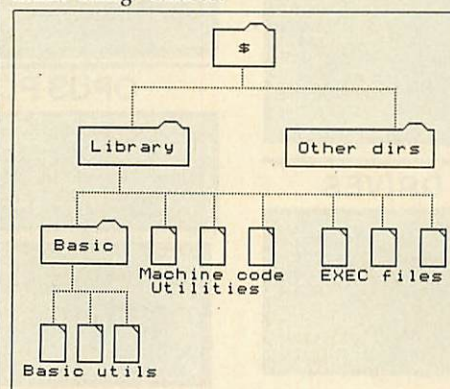 $
Library
Other dirs
Basic
Machine code
Utilities
EXEC files
Basic utils